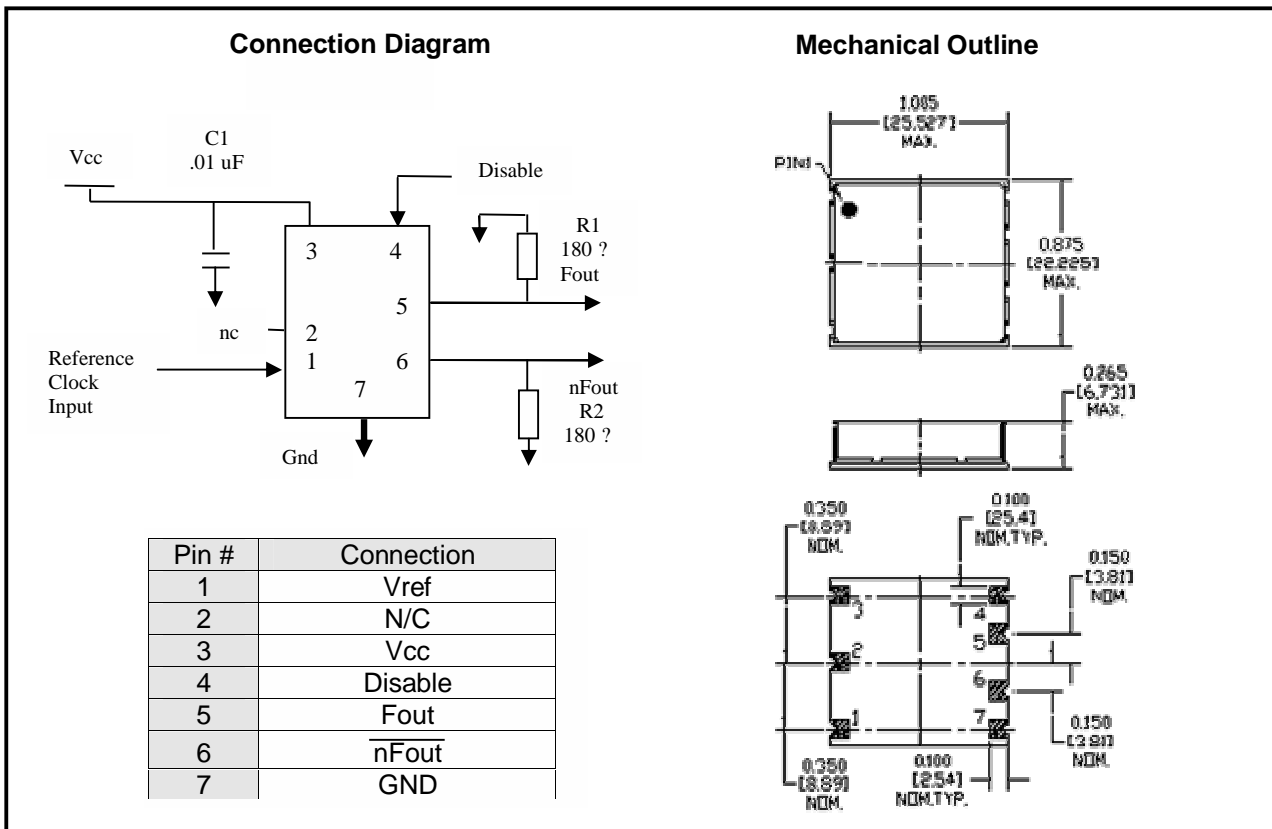 Connection Diagram
Mechanical Outline
C1
.01 uF
Vcc
Disable
R1
180 ?
Fout
3
4
5
nc
2
1
6
7
Reference
Clock
Input
nFout
R2
180 ?
Gnd
Pin # Connection
1 Vref
2 N/C
3 Vcc
4 Disable
5 Fout
6 nFout
7 GND
1.005
[25.527]
MAX.
PIN1
0.875
[22.225]
MAX.
0.265
[6.731]
MAX.
0.350
[8.89]
NOM.
0.100
[25.4]
NOM.TYP.
0.150
[3.81]
NOM.
3
4
5
2
6
1
7
0.350
[8.89]
NOM.
0.100
[2.54]
NOM.TYP.
0.150
[3.81]
NOM.